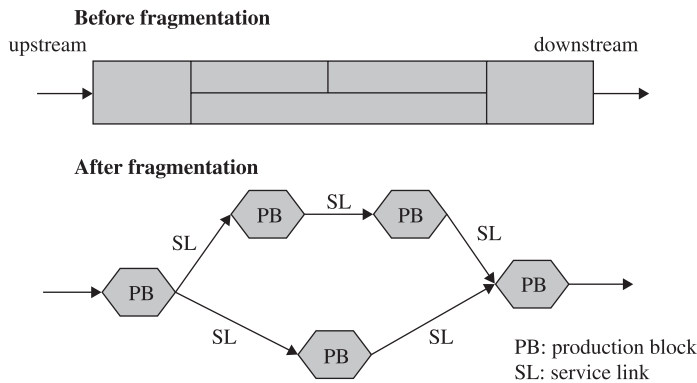 Before fragmentation
upstream
downstream
After fragmentation
PB
SL
PB
SL
SL
PB
SL
PB
PB
SL
SL
PB: production block
SL: service link